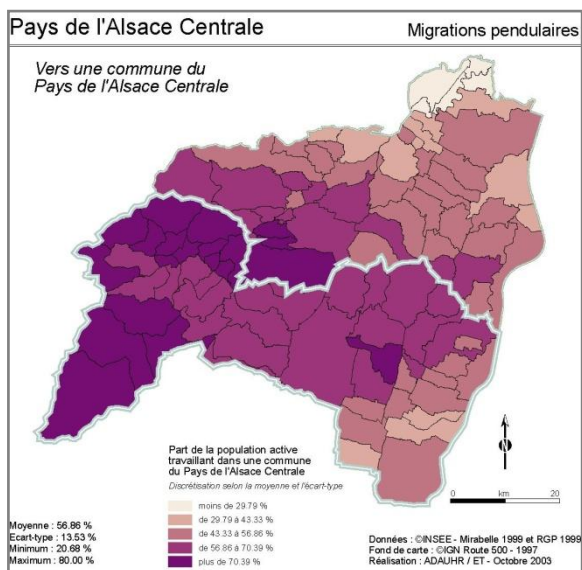 Pays de l'Alsace Centrale
Migrations pendulaires
Vers une commune du
Pays de l'Alsace Centrale
Part de la population active
travaillant dans une commune
du Pays de l'Alsace Centrale
Discrétisation selon la moyenne et l'écart-type
moins de 29.79 %
de 29.79 à 43.33 %
de 43.33 à 56.86 %
de 56.86 à 70.39 %
plus de 70.39 %
N
0 km 20
Moyenne : 56.86 %
Ecart-type : 13.53 %
Minimum : 20.68 %
Maximum : 80.00 %
Données : ©INSEE - Mirabelle 1999 et RGP 1999
Fond de carte : ©IGN Route 500 - 1997
Réalisation : ADAUHR / ET - Octobre 2003